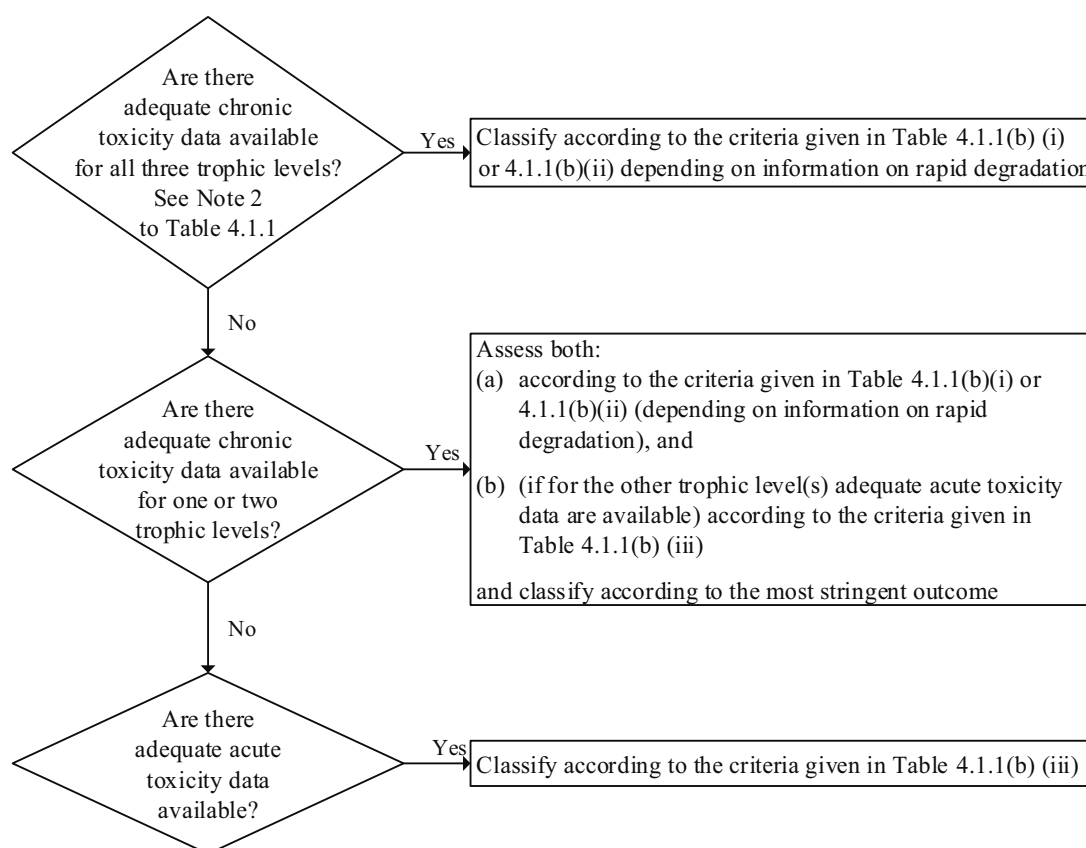 Are there
adequate chronic
toxicity data available
for all three trophic levels?
See Note 2
to Table 4.1.1
Yes
Classify according to the criteria given in Table 4.1.1(b) (i)
or 4.1.1(b)(ii) depending on information on rapid degradation
No
Are there
adequate chronic
toxicity data available
for one or two
trophic levels?
Yes
Assess both:
(a) according to the criteria given in Table 4.1.1(b)(i) or
4.1.1(b)(ii) (depending on information on rapid
degradation), and
(b) (if for the other trophic level(s) adequate acute toxicity
data are available) according to the criteria given in
Table 4.1.1(b) (iii)
and classify according to the most stringent outcome
No
Are there
adequate acute
toxicity data
available?
Yes
Classify according to the criteria given in Table 4.1.1(b) (iii)